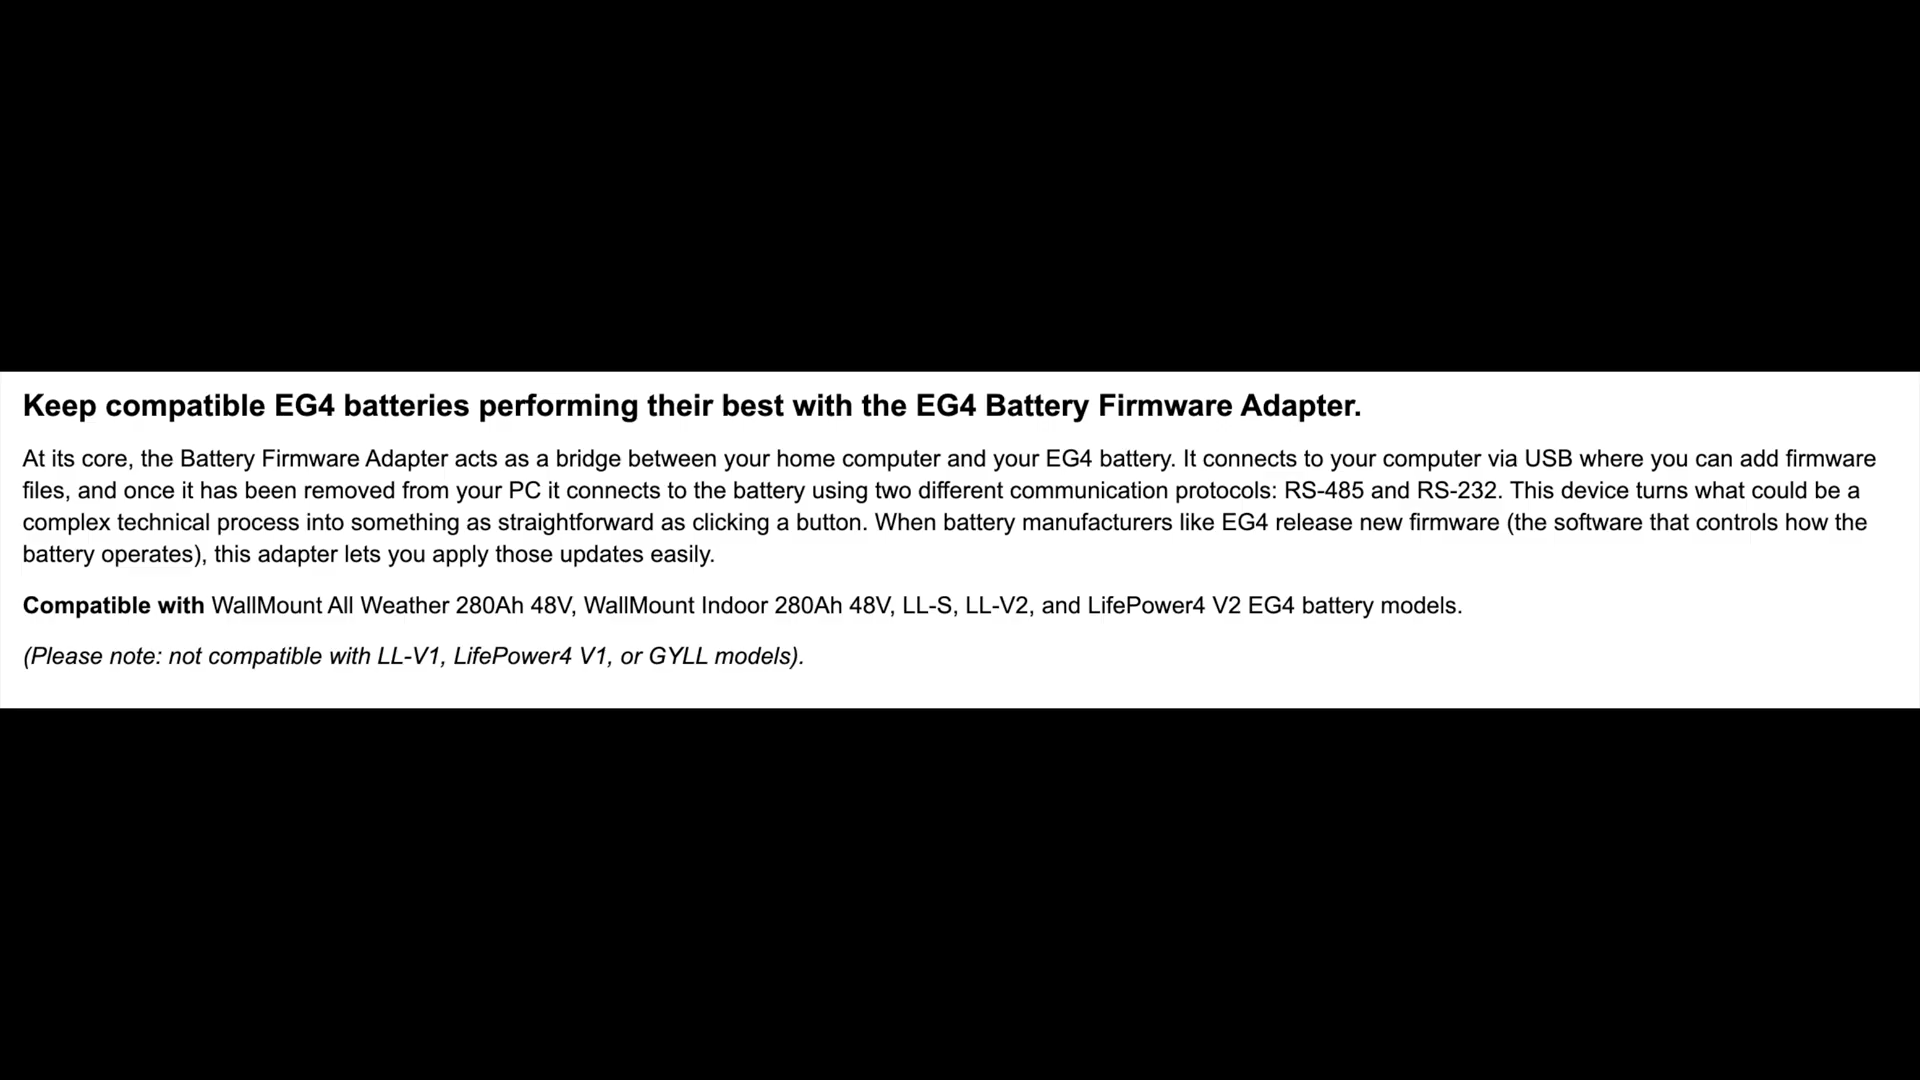 Keep compatible EG4 batteries performing their best with the EG4 Battery Firmware Adapter.
At its core, the Battery Firmware Adapter acts as a bridge between your home computer and your EG4 battery. It connects to your computer via USB where you can add firmware
files, and once it has been removed from your PC it connects to the battery using two different communication protocols: RS-485 and RS-232. This device turns what could be a
complex technical process into something as straightforward as clicking a button. When battery manufacturers like EG4 release new firmware (the software that controls how the
battery operates), this adapter lets you apply those updates easily.
Compatible with WallMount All Weather 280Ah 48V, WallMount Indoor 280Ah 48V, LL-S, LL-V2, and LifePower4 V2 EG4 battery models.
(Please note: not compatible with LL-V1, LifePower4 V1, or GYLL models).